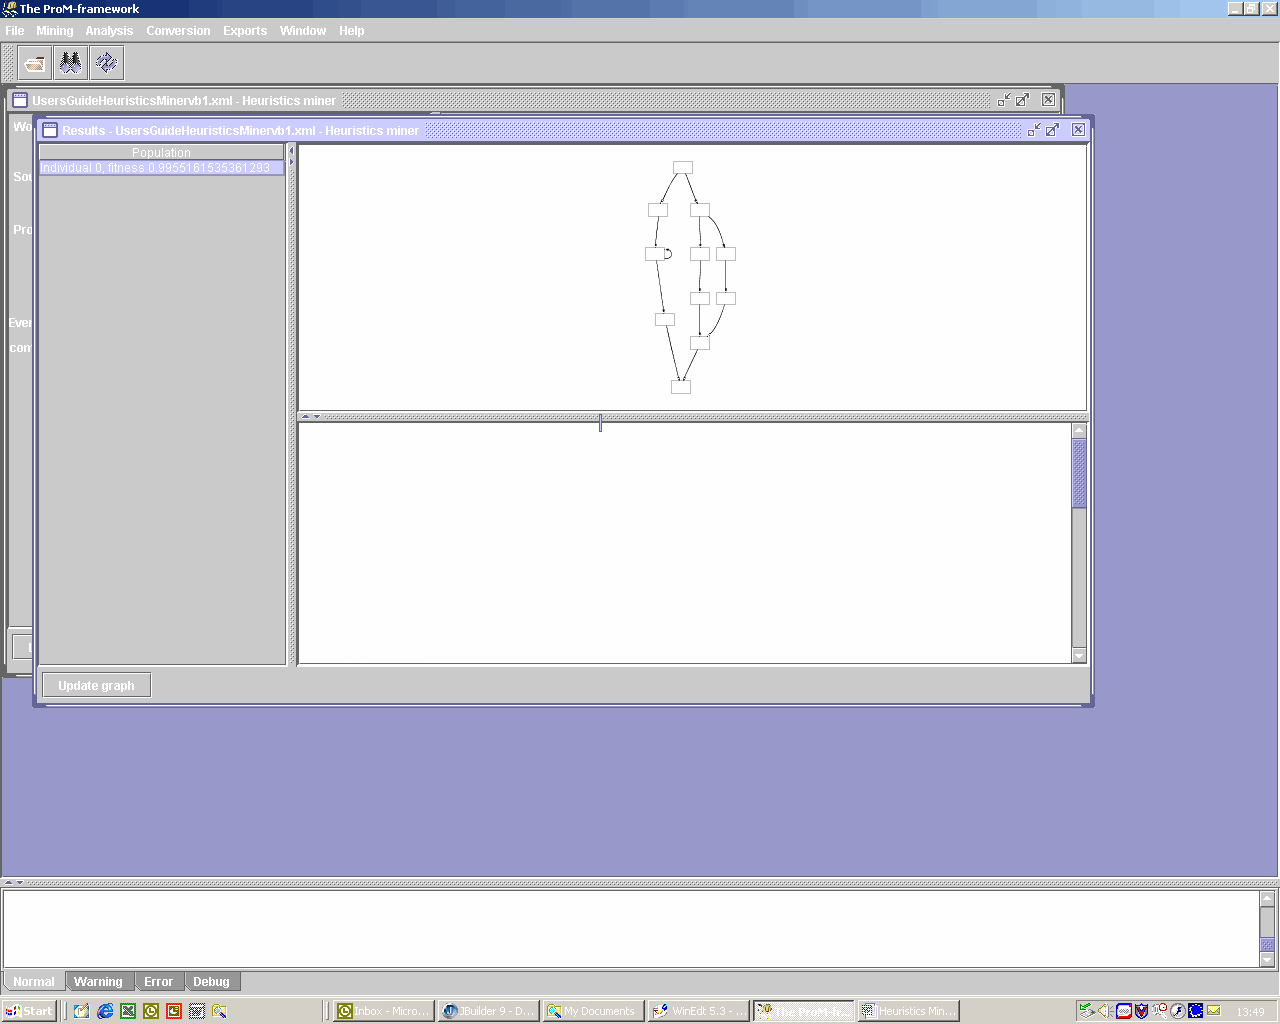 The ProM-framework
File Mining Analysis Conversion Exports Window Help
UsersGuideHeuristicsMinervb1.xml - Heuristics miner
Wo
Results - UsersGuideHeuristicsMinervb1.xml - Heuristics miner
Population
Individual 0, fitness 0.9955161535361293
Sou
Pro
Ever
com
Update graph
Normal Warning Error Debug
Start
Inbox - Micro... JBuilder 9 - D... My Documents WinEdt 5.3 - ... The ProM-fr... Heuristics Min... 13:49